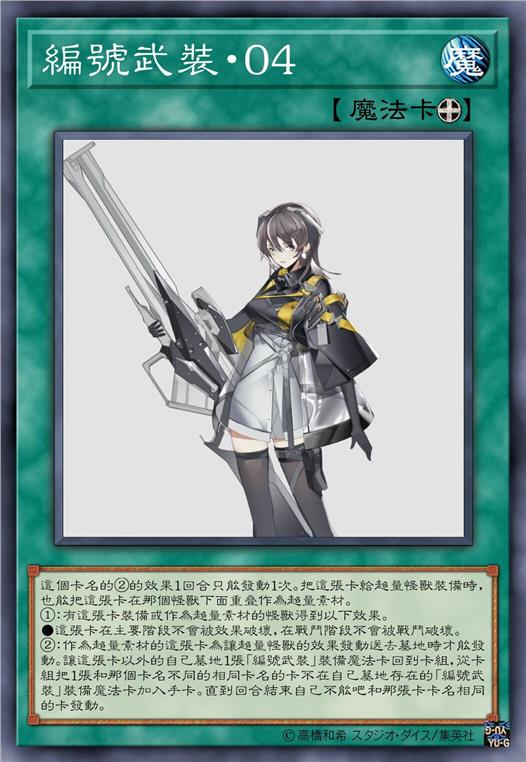 編號武裝・04
魔
【魔法卡】
這個卡名的②的效果1回合只能發動1次。把這張卡給超量怪獸裝備時，
也能把這張卡在那個怪獸下面重疊作為超量素材。
①：有這張卡裝備或作為超量素材的怪獸得到以下效果。
●這張卡在主要階段不會被效果破壞，在戰鬥階段不會被戰鬥破壞。
②：作為超量素材的這張卡為讓超量怪獸的效果發動送去墓地時才能發
動。讓這張卡以外的自己墓地1張「編號武裝」裝備魔法卡回到卡組，從卡
組把1張和那個卡名不同的相同卡名的卡不在自己墓地存在的「編號武
裝」裝備魔法卡加入手卡。直到回合結束自己不能吧和那張卡卡名相同
的卡發動。
©高橋和希 スタジオ・ダイス/集英社
YU-G
YU-G